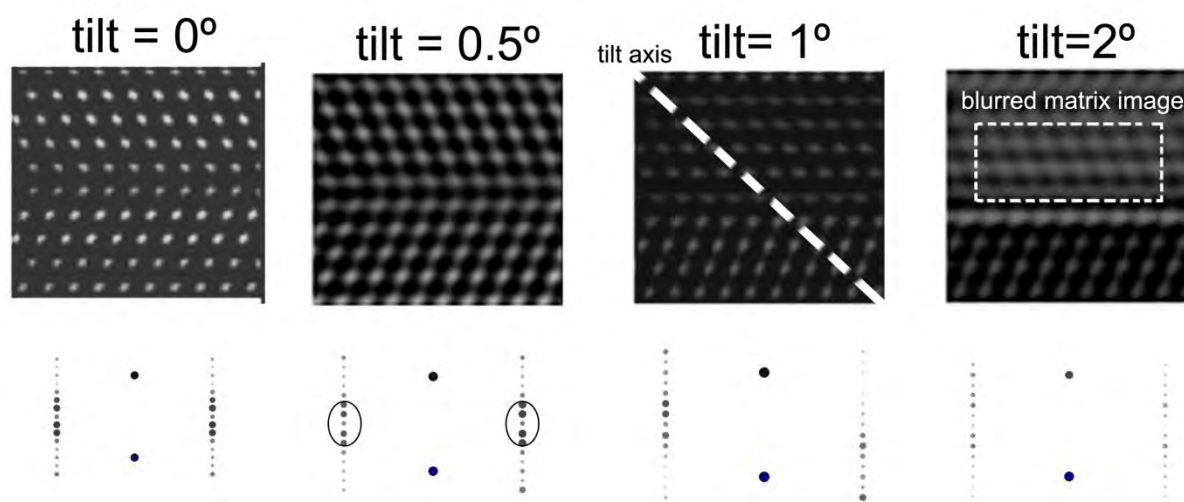 tilt = 0º
tilt = 0.5º
tilt axis
tilt= 1º
tilt=2º
blurred matrix image